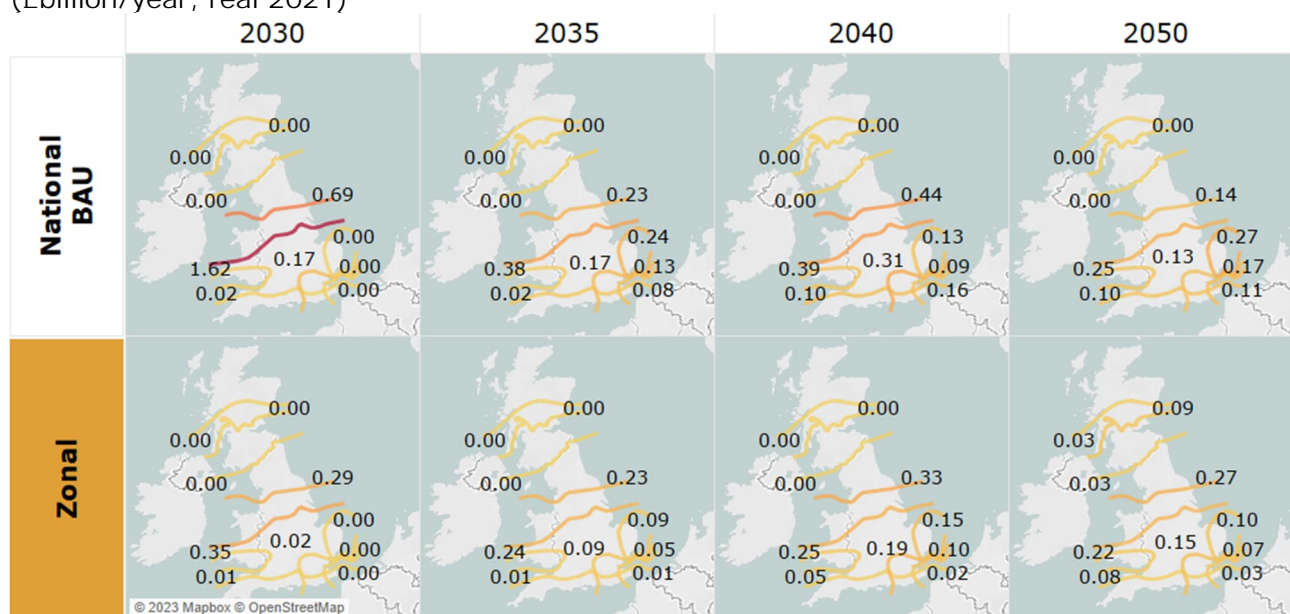 (£billion/year, real 2021)
2030 2035 2040 2050
National
BAU
0.00 0.00 0.00 0.00
0.00 0.00 0.00 0.00
0.00 0.69 0.00 0.23 0.00 0.44 0.00 0.14
0.00 0.24 0.13 0.27
1.62 0.17 0.00 0.38 0.17 0.13 0.39 0.31 0.09 0.25 0.13 0.17
0.02 0.00 0.02 0.08 0.10 0.16 0.10 0.11
Zonal
0.00 0.00 0.00 0.09
0.00 0.00 0.00 0.03
0.00 0.29 0.00 0.23 0.00 0.33 0.03 0.27
0.00 0.09 0.15 0.10
0.35 0.02 0.00 0.24 0.09 0.05 0.25 0.19 0.10 0.22 0.15 0.07
0.01 0.00 0.01 0.01 0.05 0.02 0.08 0.03
© 2023 Mapbox © OpenStreetMap